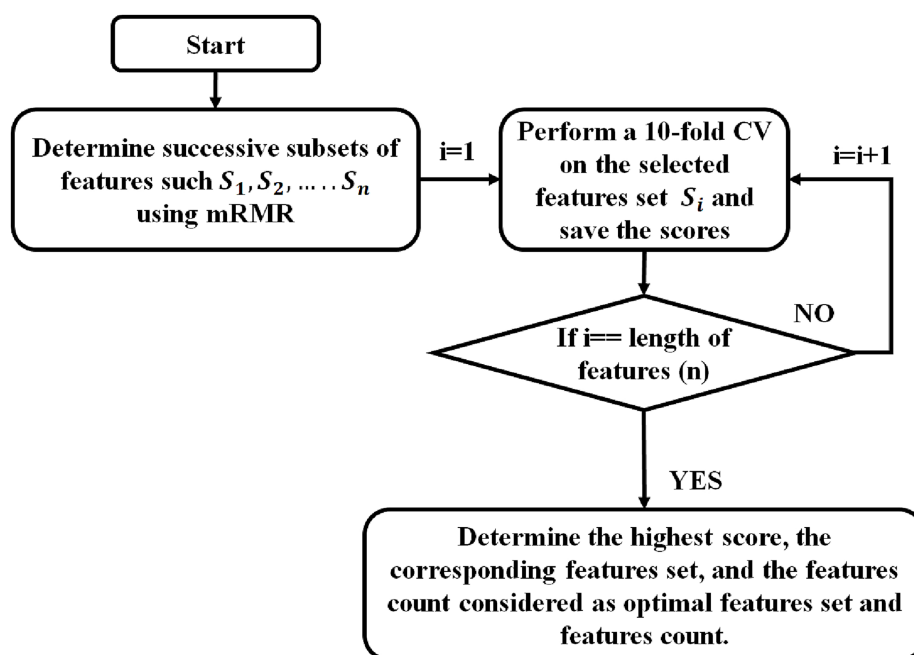 Start
Determine successive subsets of
features such S₁, S₂, … . . Sₙ
using mRMR
i=1
Perform a 10-fold CV
on the selected
features set Sᵢ and
save the scores
i=i+1
If i== length of
features (n)
NO
YES
Determine the highest score, the
corresponding features set, and the features
count considered as optimal features set and
features count.